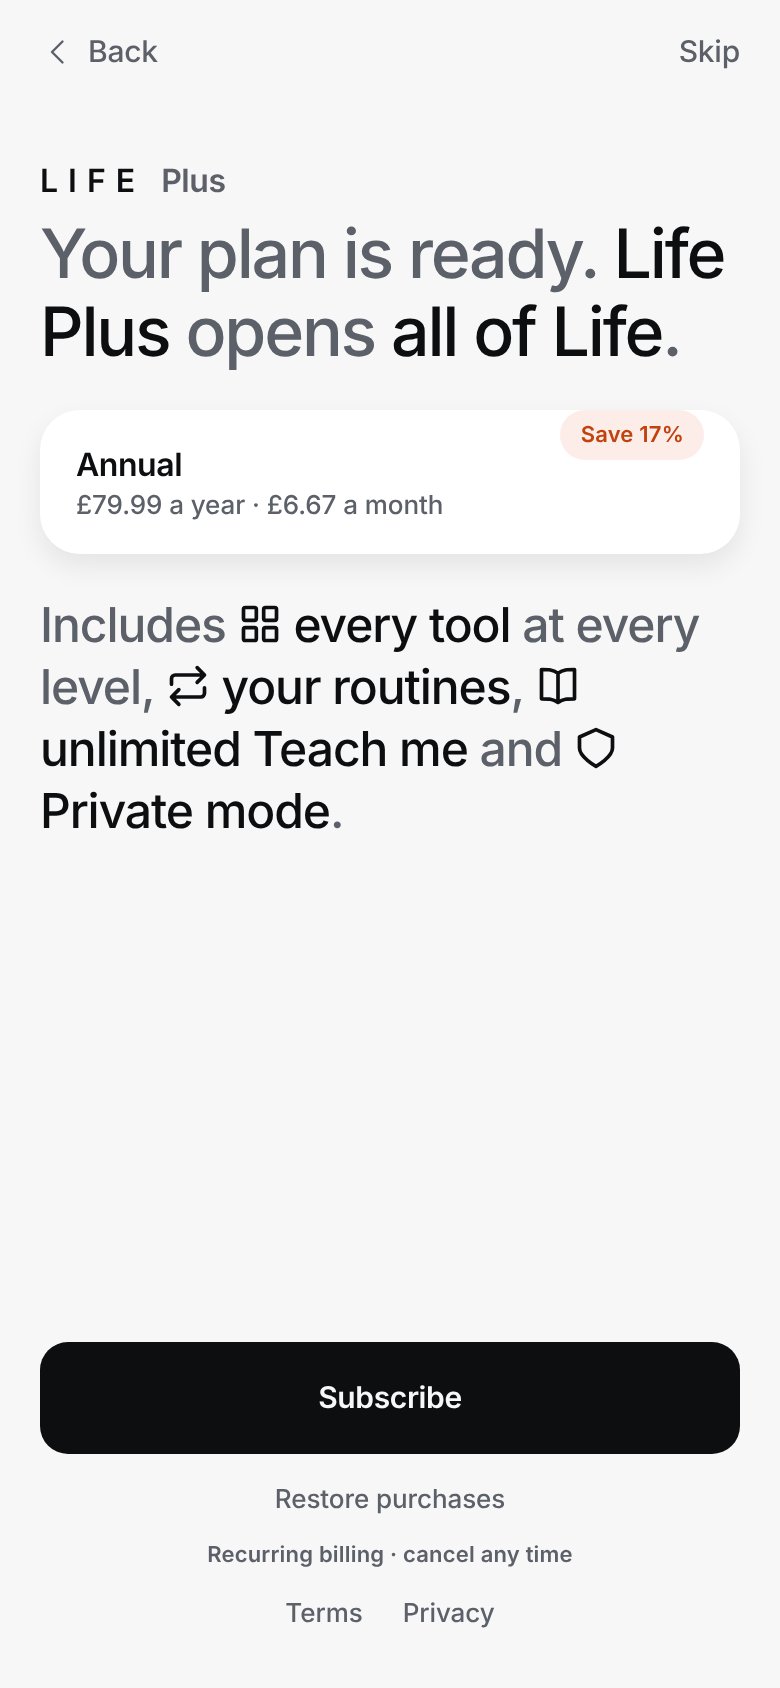 Back
Skip
LIFE Plus
Your plan is ready. Life
Plus opens all of Life.
Save 17%
Annual
£79.99 a year · £6.67 a month
Includes every tool at every
level, your routines,
unlimited Teach me and
Private mode.
Subscribe
Restore purchases
Recurring billing · cancel any time
Terms Privacy